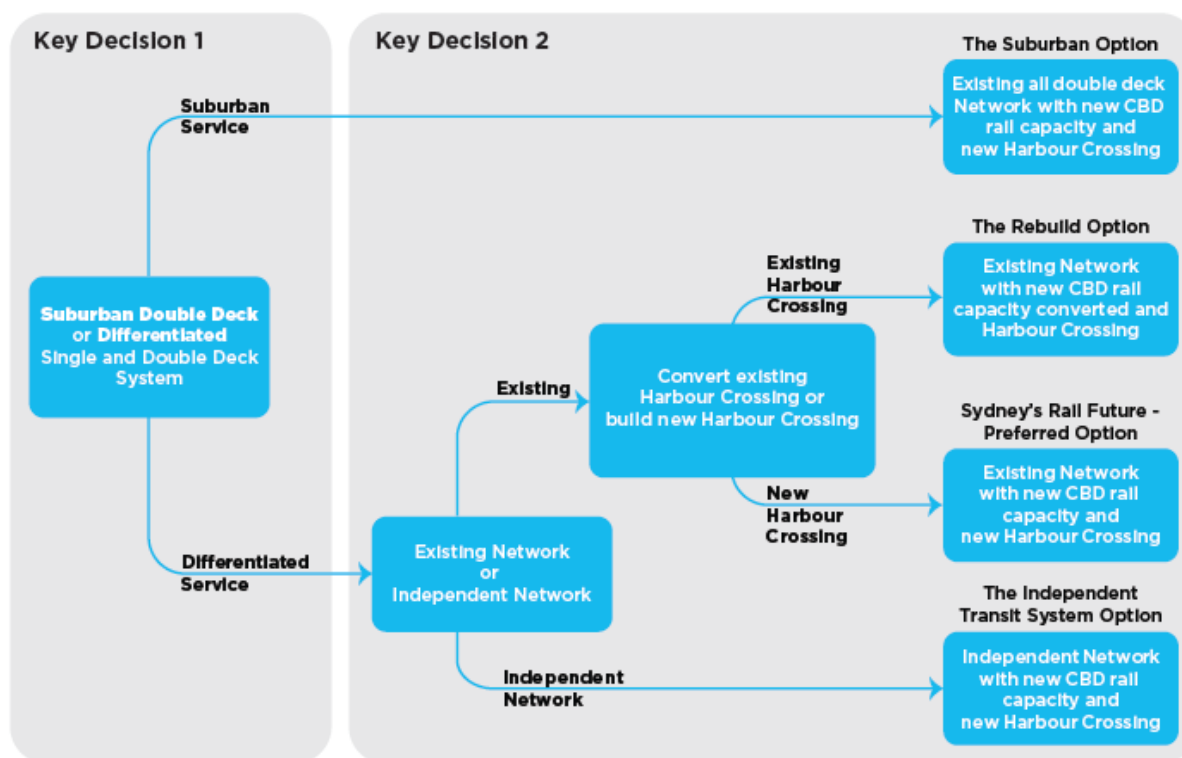 Key Decision 1
Key Decision 2
The Suburban Option
Existing all double deck
Network with new CBD
rail capacity and
new Harbour Crossing
Suburban
Service
The Rebuild Option
Existing Network
with new CBD rail
capacity converted and
Harbour Crossing
Existing
Harbour
Crossing
Suburban Double Deck
or Differentiated
Single and Double Deck
System
Convert existing
Harbour Crossing or
build new Harbour Crossing
Existing
Sydney's Rail Future -
Preferred Option
Existing Network
with new CBD rail
capacity and
new Harbour Crossing
New
Harbour
Crossing
Differentiated
Service
Existing Network
or
Independent Network
The Independent
Transit System Option
Independent Network
with new CBD rail
capacity and
new Harbour Crossing
Independent
Network